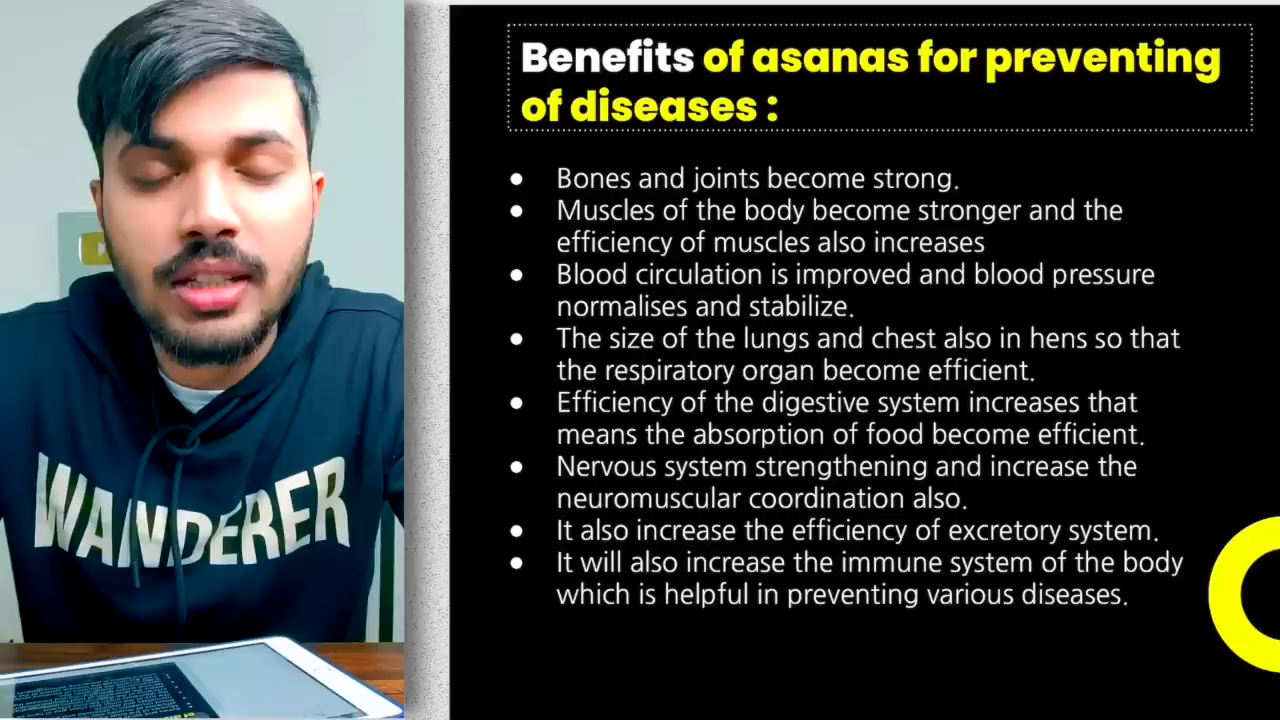 Benefits of asanas for preventing
of diseases :
• Bones and joints become strong.
• Muscles of the body become stronger and the
efficiency of muscles also increases
• Blood circulation is improved and blood pressure
normalises and stabilize.
• The size of the lungs and chest also in hens so that
the respiratory organ become efficient.
• Efficiency of the digestive system increases that
means the absorption of food become efficient.
• Nervous system strengthening and increase the
neuromuscular coordination also.
• It also increase the efficiency of excretory system.
• It will also increase the immune system of the body
which is helpful in preventing various diseases.
WANDERER